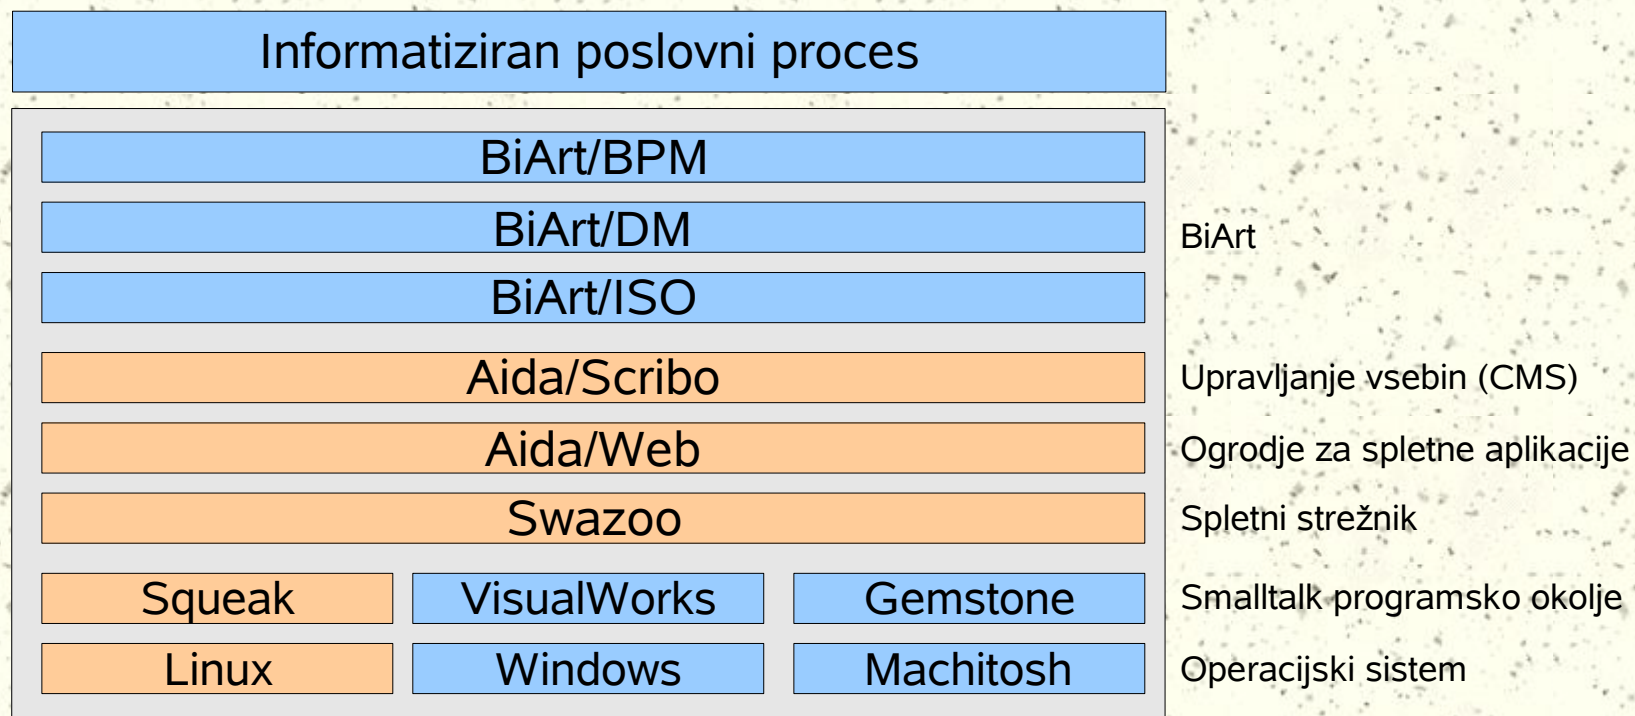 Informatiziran poslovni proces
BiArt/BPM
BiArt/DM
BiArt
BiArt/ISO
Aida/Scribo
Upravljanje vsebin (CMS)
Aida/Web
Ogrodje za spletne aplikacije
Swazoo
Spletni strežnik
Squeak
VisualWorks
Gemstone
Smalltalk programsko okolje
Linux
Windows
Machitosh
Operacijski sistem